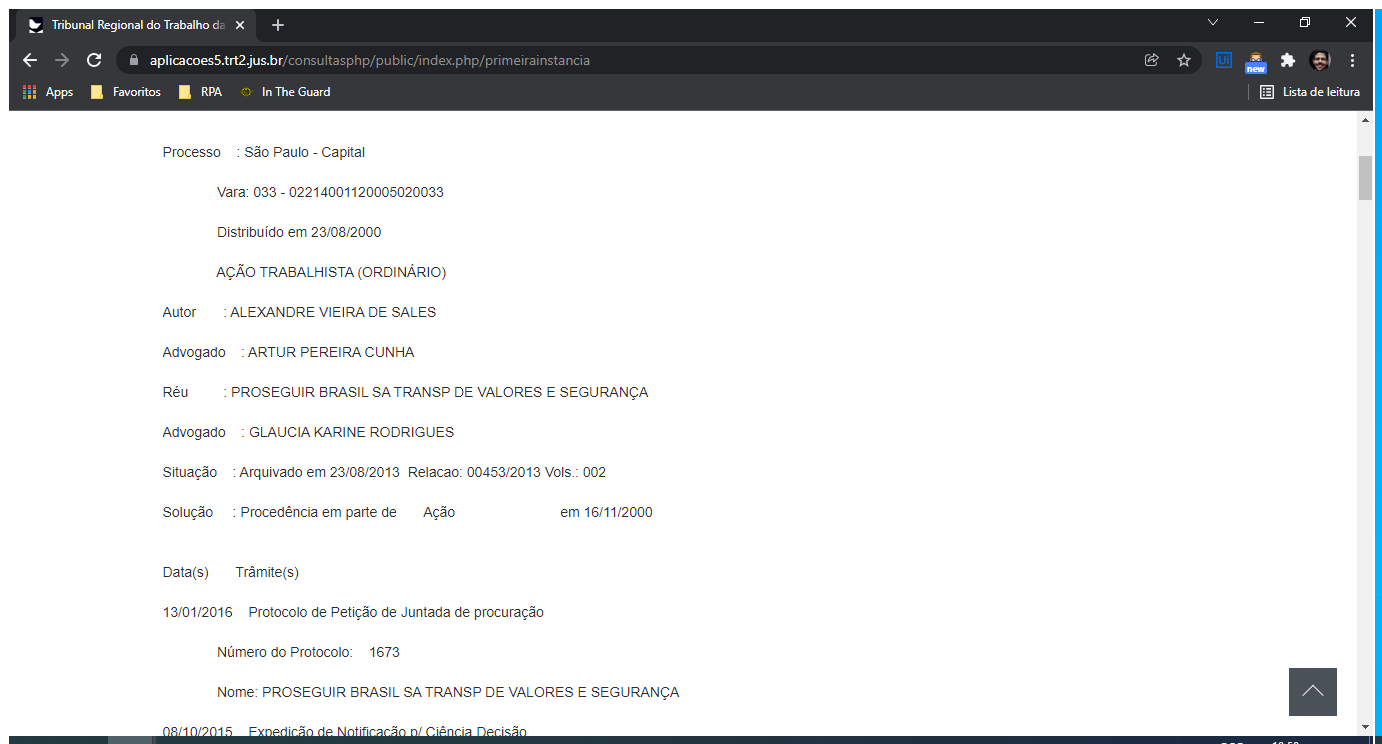 Tribunal Regional do Trabalho da
aplicacoes5.trt2.jus.br/consultasphp/public/index.php/primeirainstancia
Ui
new
Apps Favoritos RPA In The Guard Lista de leitura
Processo : São Paulo - Capital
Vara: 033 - 02214001120005020033
Distribuído em 23/08/2000
AÇÃO TRABALHISTA (ORDINÁRIO)
Autor : ALEXANDRE VIEIRA DE SALES
Advogado : ARTUR PEREIRA CUNHA
Réu : PROSEGUIR BRASIL SA TRANSP DE VALORES E SEGURANÇA
Advogado : GLAUCIA KARINE RODRIGUES
Situação : Arquivado em 23/08/2013 Relacao: 00453/2013 Vols.: 002
Solução : Procedência em parte de Ação em 16/11/2000
Data(s) Trâmite(s)
13/01/2016 Protocolo de Petição de Juntada de procuração
Número do Protocolo: 1673
Nome: PROSEGUIR BRASIL SA TRANSP DE VALORES E SEGURANÇA
08/10/2015 Expedição de Notificação p/ Ciência Decisão